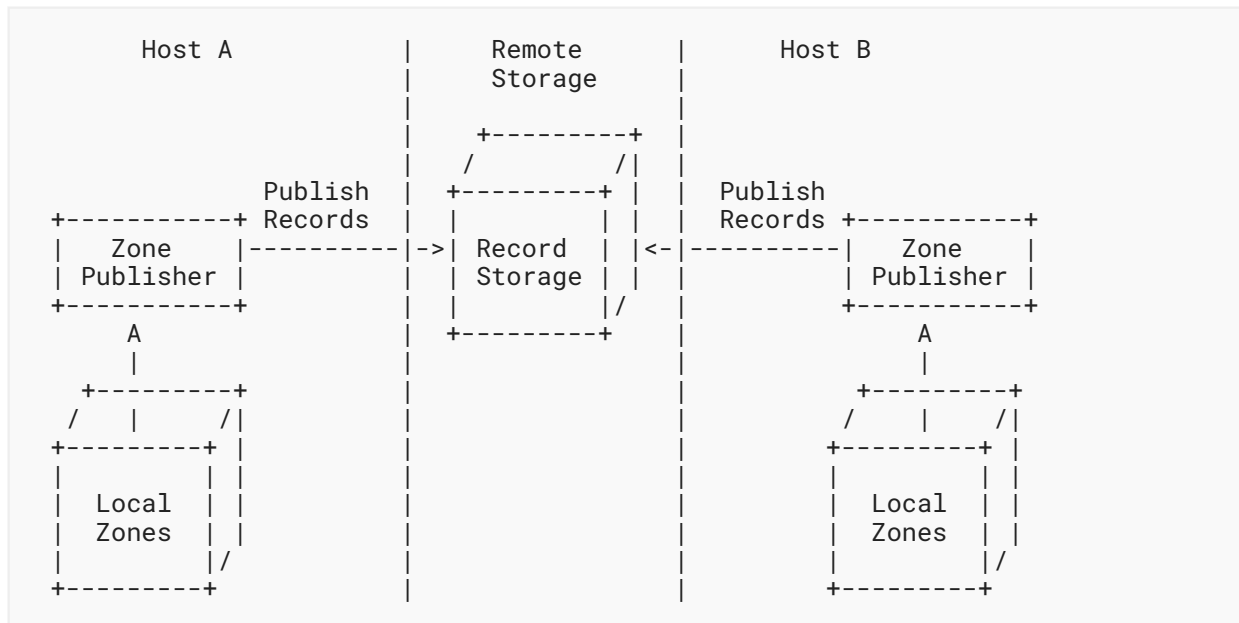 Host A Remote Host B
Storage
Publish Publish
Records Records
Zone Record Zone
Publisher Storage Publisher
A A
Local Local
Zones Zones